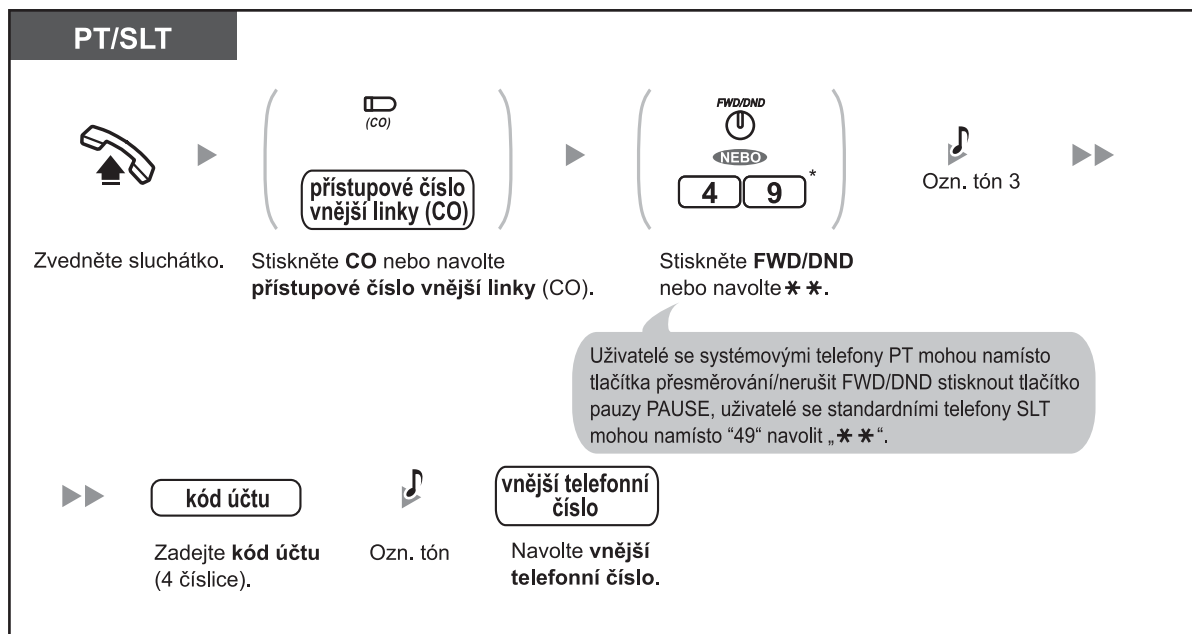 PT/SLT
(CO)
přístupové číslo
vnější linky (CO)
FWD/DND
NEBO
4 9 *
Ozn. tón 3
Zvedněte sluchátko.
Stiskněte CO nebo navolte
přístupové číslo vnější linky (CO).
Stiskněte FWD/DND
nebo navolte ✱ ✱.
Uživatelé se systémovými telefony PT mohou namísto
tlačítka přesměrování/nerušit FWD/DND stisknout tlačítko
pauzy PAUSE, uživatelé se standardními telefony SLT
mohou namísto “49“ navolit „✱ ✱“.
kód účtu
Zadejte kód účtu
(4 číslice).
Ozn. tón
vnější telefonní
číslo
Navolte vnější
telefonní číslo.